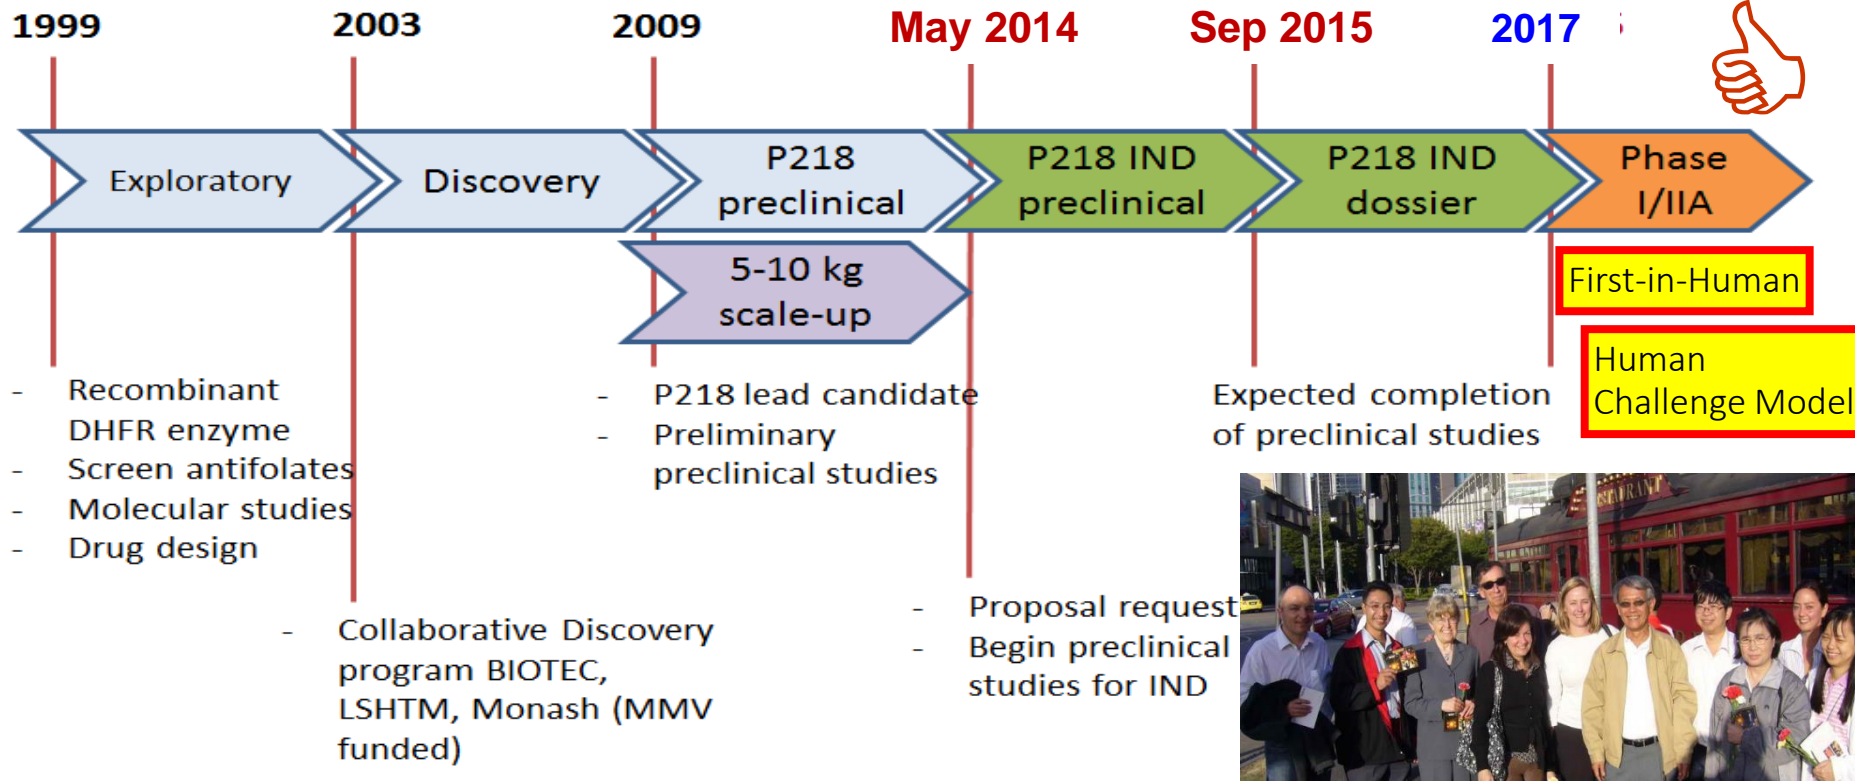 1999
2003
2009
May 2014
Sep 2015
2017
Exploratory
Discovery
P218
preclinical
P218 IND
preclinical
P218 IND
dossier
Phase
I/IIA
5-10 kg
scale-up
First-in-Human
Human
Challenge Model
- Recombinant
DHFR enzyme
- Screen antifolates
- Molecular studies
- Drug design
- P218 lead candidate
- Preliminary
preclinical studies
Expected completion
of preclinical studies
- Collaborative Discovery
program BIOTEC,
LSHTM, Monash (MMV
funded)
- Proposal request
- Begin preclinical
studies for IND
RESTAURANT